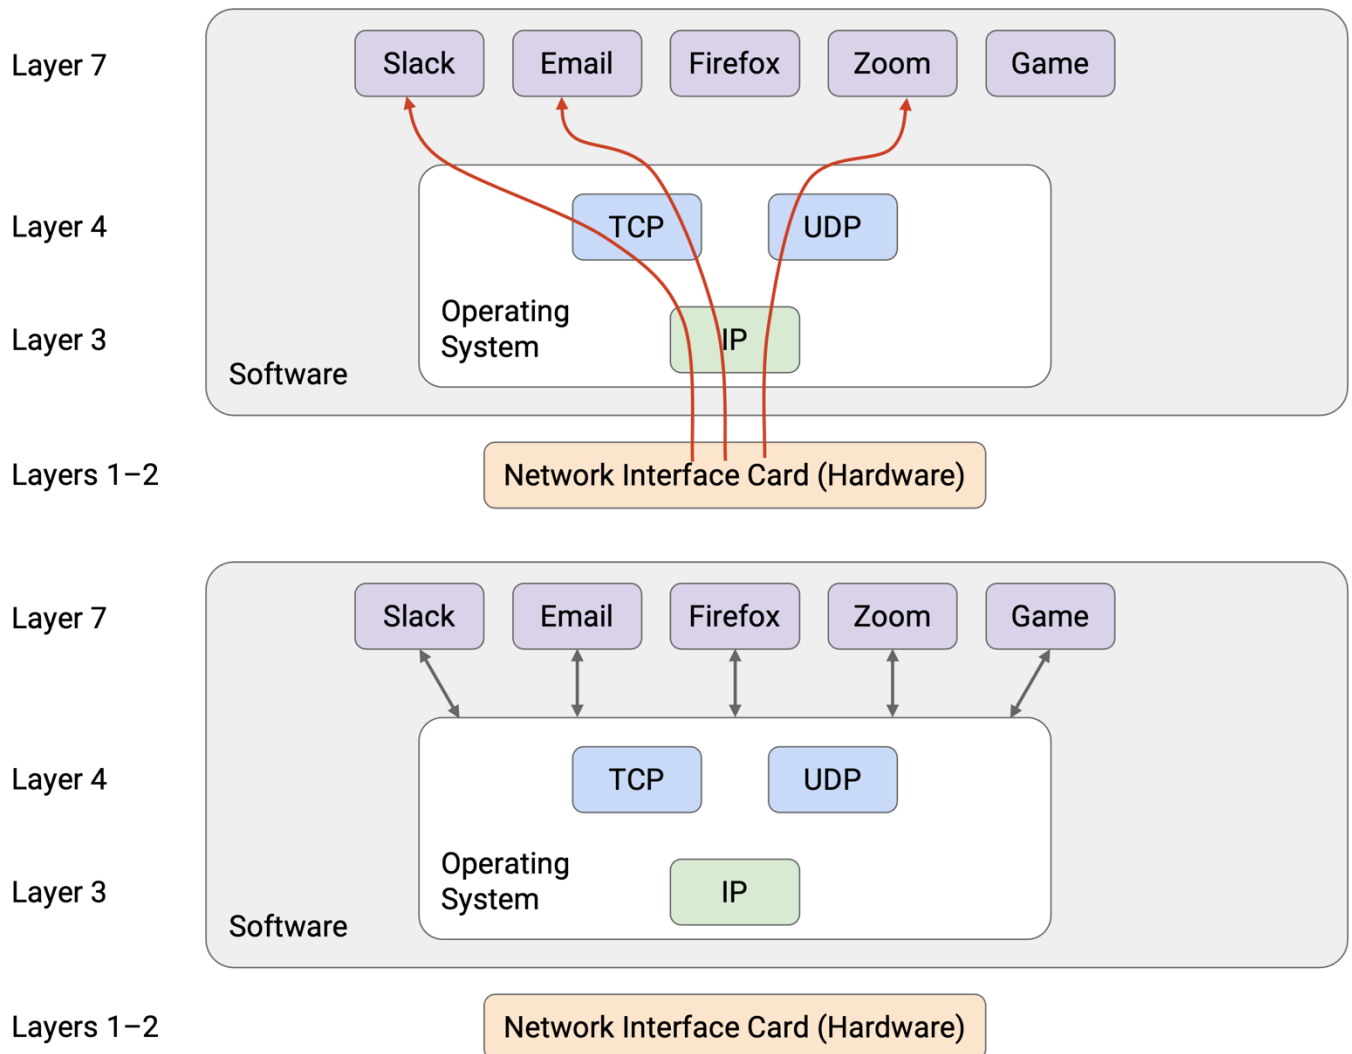 Layer 7
Slack
Email
Firefox
Zoom
Game
Layer 4
TCP
UDP
Operating
System
Layer 3
IP
Software
Layers 1–2
Network Interface Card (Hardware)
Layer 7
Slack
Email
Firefox
Zoom
Game
Layer 4
TCP
UDP
Operating
System
Layer 3
IP
Software
Layers 1–2
Network Interface Card (Hardware)